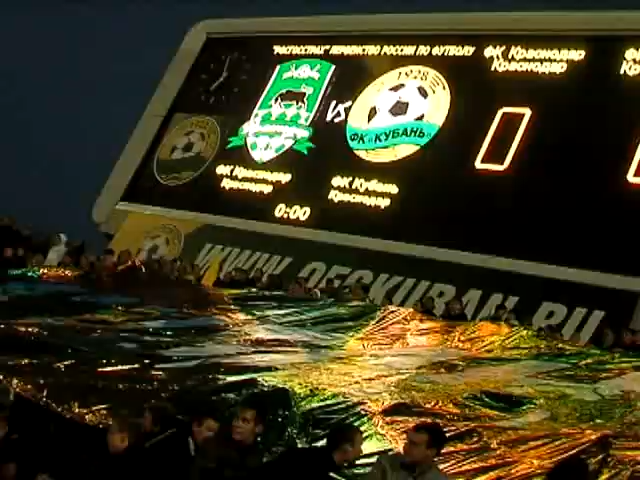 "РОСГОССТРАХ" ПЕРВЕНСТВО РОССИИ ПО ФУТБОЛУ
ФК Краснодар
Краснодар
VS
1928
ФК «КУБАНЬ»
ФК Краснодар
Краснодар
ФК Кубань
Краснодар
0
0:00
WWW.OFSKUBAN.RU